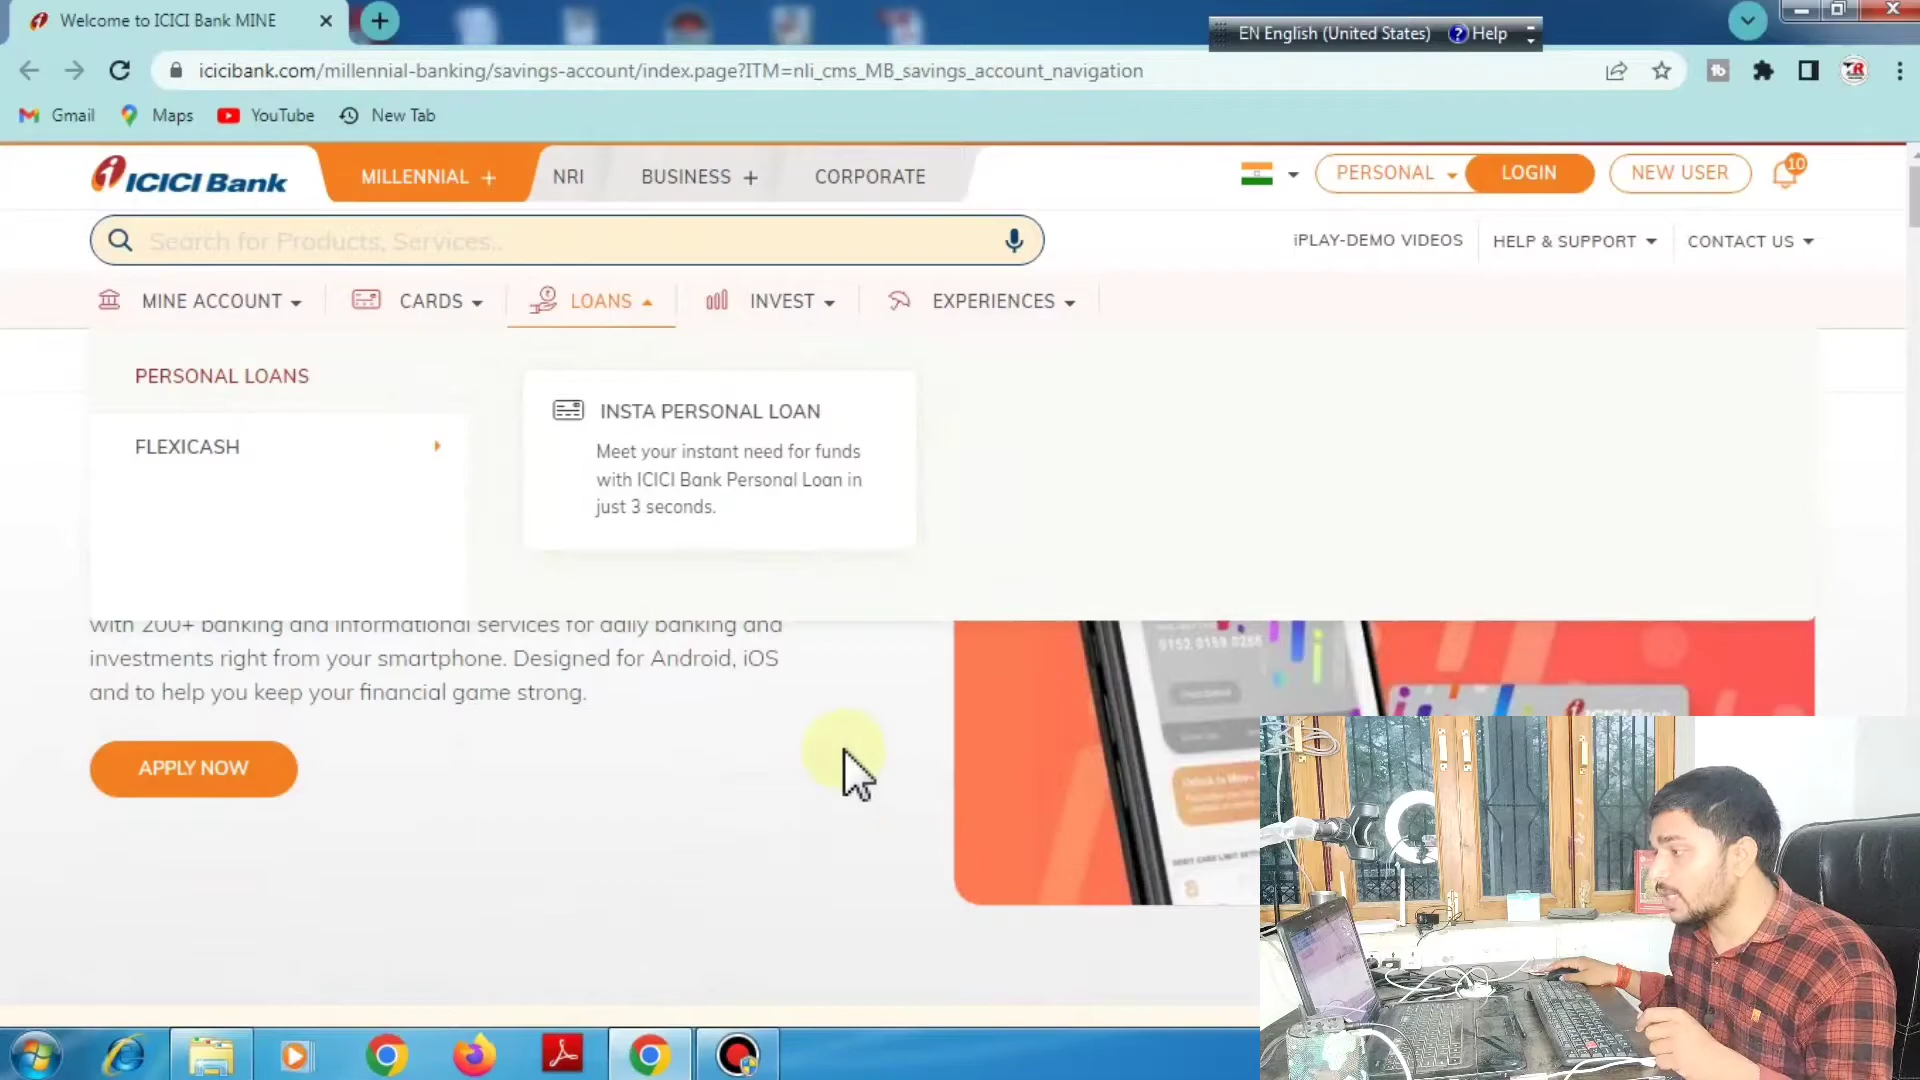 Welcome to ICICI Bank MINE
EN English (United States) Help
icicibank.com/millennial-banking/savings-account/index.page?ITM=nli_cms_MB_savings_account_navigation
Gmail Maps YouTube New Tab
ICICI Bank MILLENNIAL + NRI BUSINESS + CORPORATE PERSONAL LOGIN NEW USER 10
Search for Products, Services..
iPLAY-DEMO VIDEOS HELP & SUPPORT CONTACT US
MINE ACCOUNT CARDS LOANS INVEST EXPERIENCES
PERSONAL LOANS
FLEXICASH
INSTA PERSONAL LOAN
Meet your instant need for funds
with ICICI Bank Personal Loan in
just 3 seconds.
with 200+ banking and informational services for daily banking and
investments right from your smartphone. Designed for Android, iOS
and to help you keep your financial game strong.
APPLY NOW
ICICI Bank